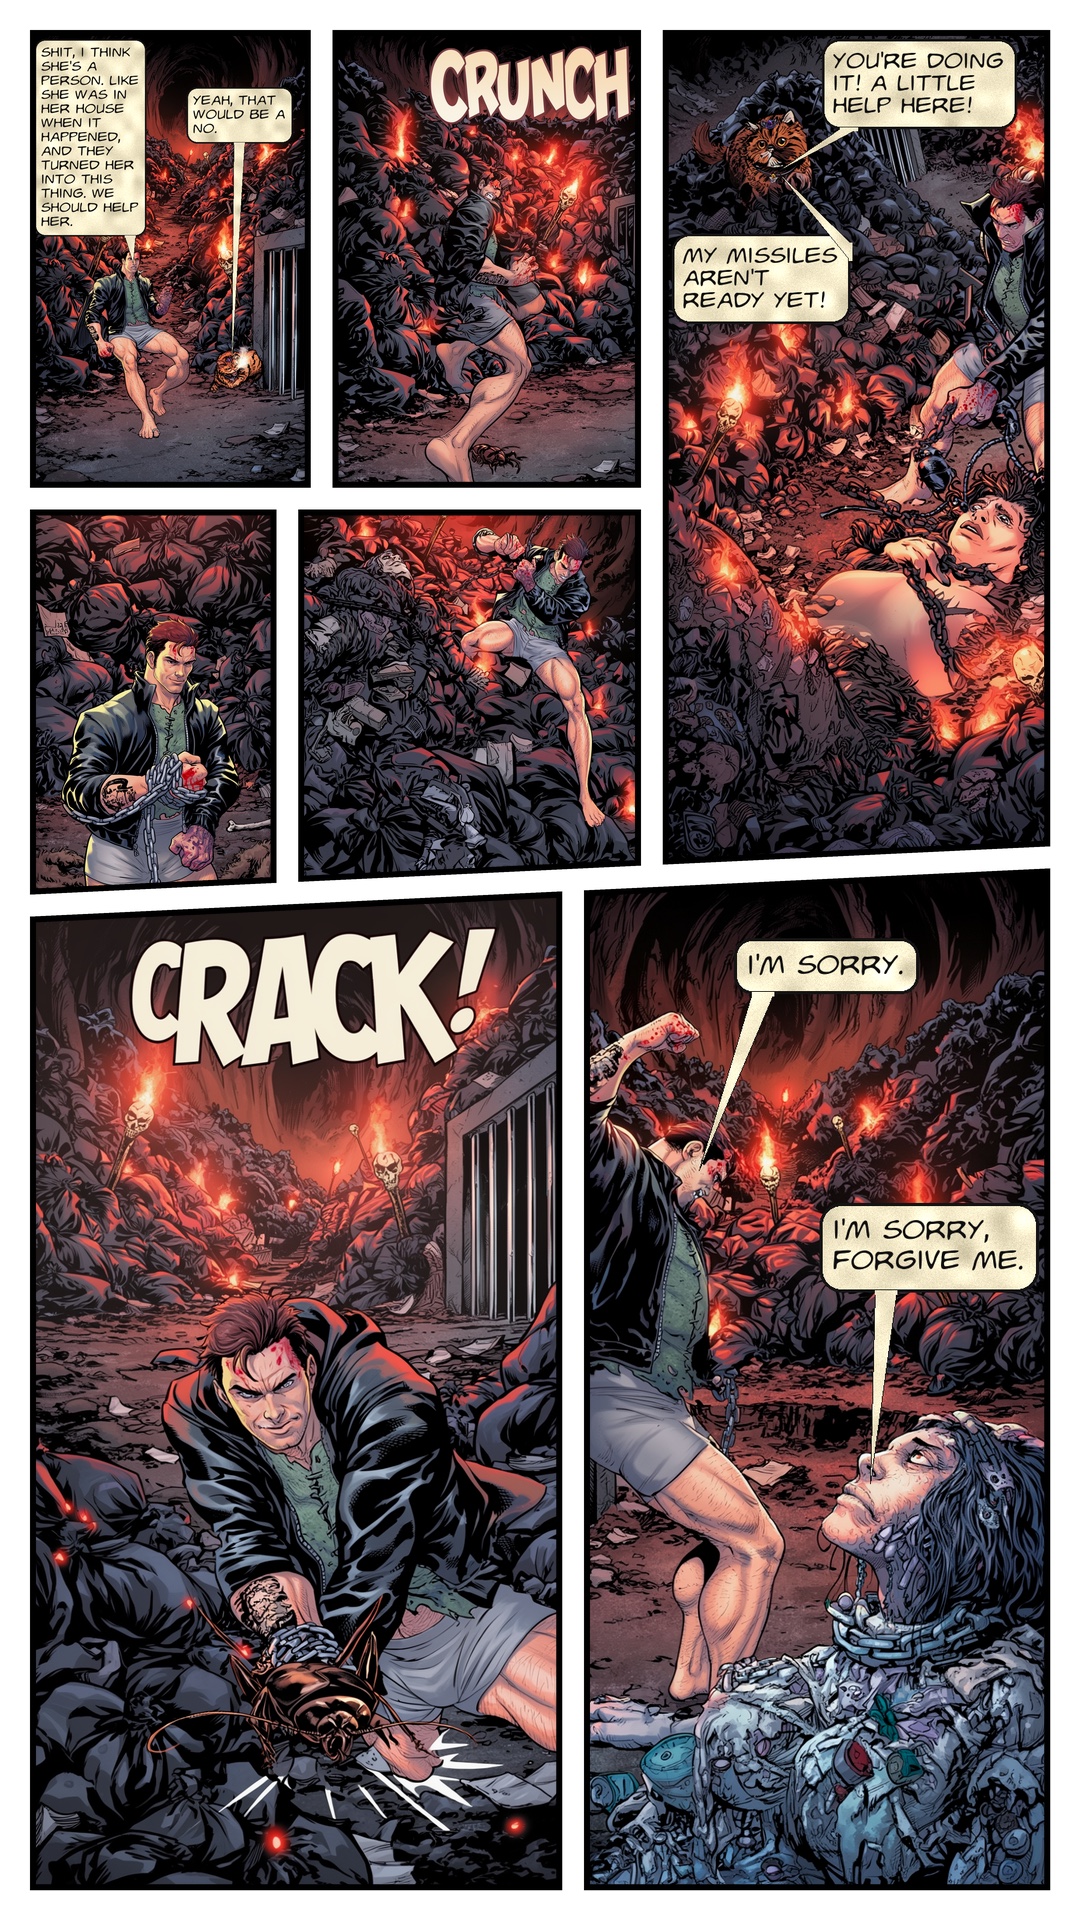 SHIT, I THINK
SHE'S A
PERSON. LIKE
SHE WAS IN
HER HOUSE
WHEN IT
HAPPENED,
AND THEY
TURNED HER
INTO THIS
THING. WE
SHOULD HELP
HER.
YEAH, THAT
WOULD BE A
NO.
CRUNCH
YOU'RE DOING
IT! A LITTLE
HELP HERE!
MY MISSILES
AREN'T
READY YET!
CRACK!
I'M SORRY.
I'M SORRY,
FORGIVE ME.